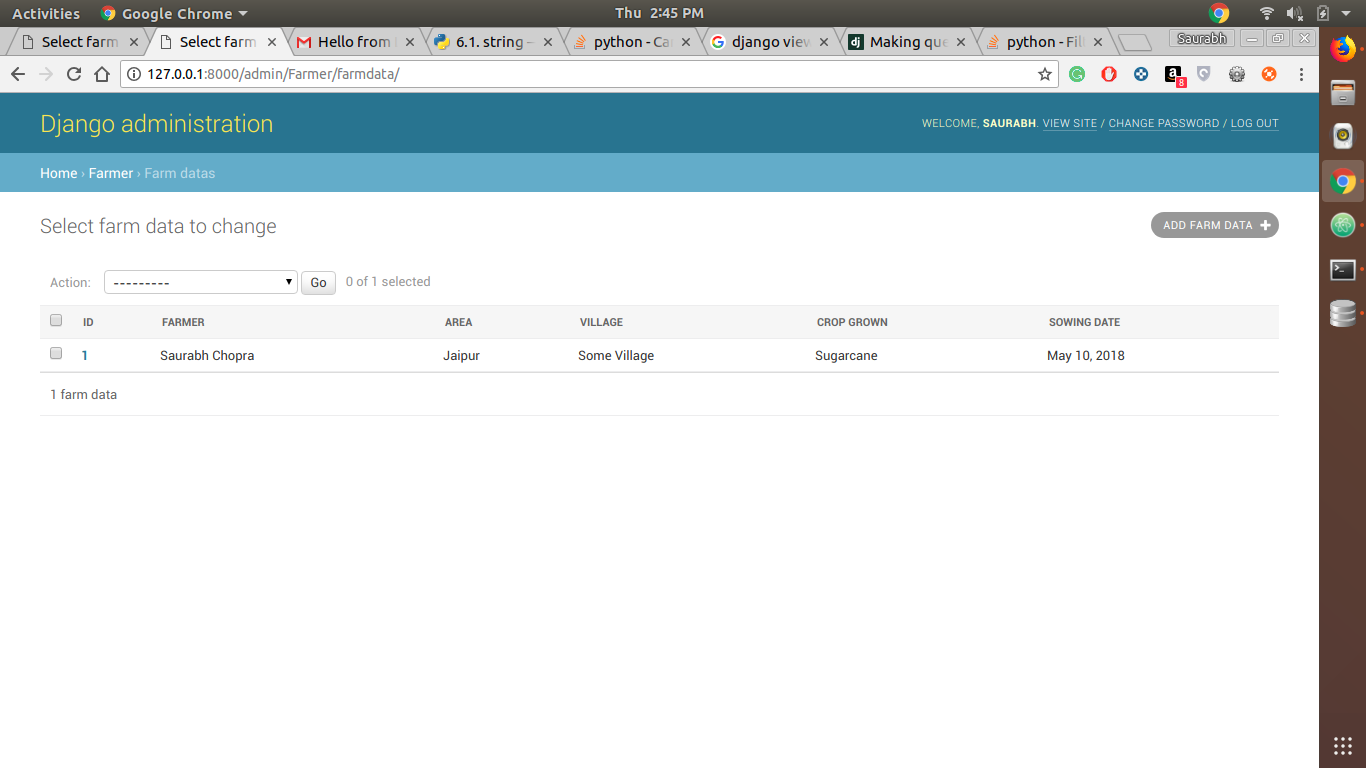 Activities Google Chrome Thu 2:45 PM
Select farm Select farm Hello from 6.1. string – python - Ca django view Making que python - Fil Saurabh
127.0.0.1:8000/admin/Farmer/farmdata/ 8
Django administration WELCOME, SAURABH. VIEW SITE / CHANGE PASSWORD / LOG OUT
Home › Farmer › Farm datas
Select farm data to change ADD FARM DATA +
Action: --------- Go 0 of 1 selected
ID FARMER AREA VILLAGE CROP GROWN SOWING DATE
1 Saurabh Chopra Jaipur Some Village Sugarcane May 10, 2018
1 farm data